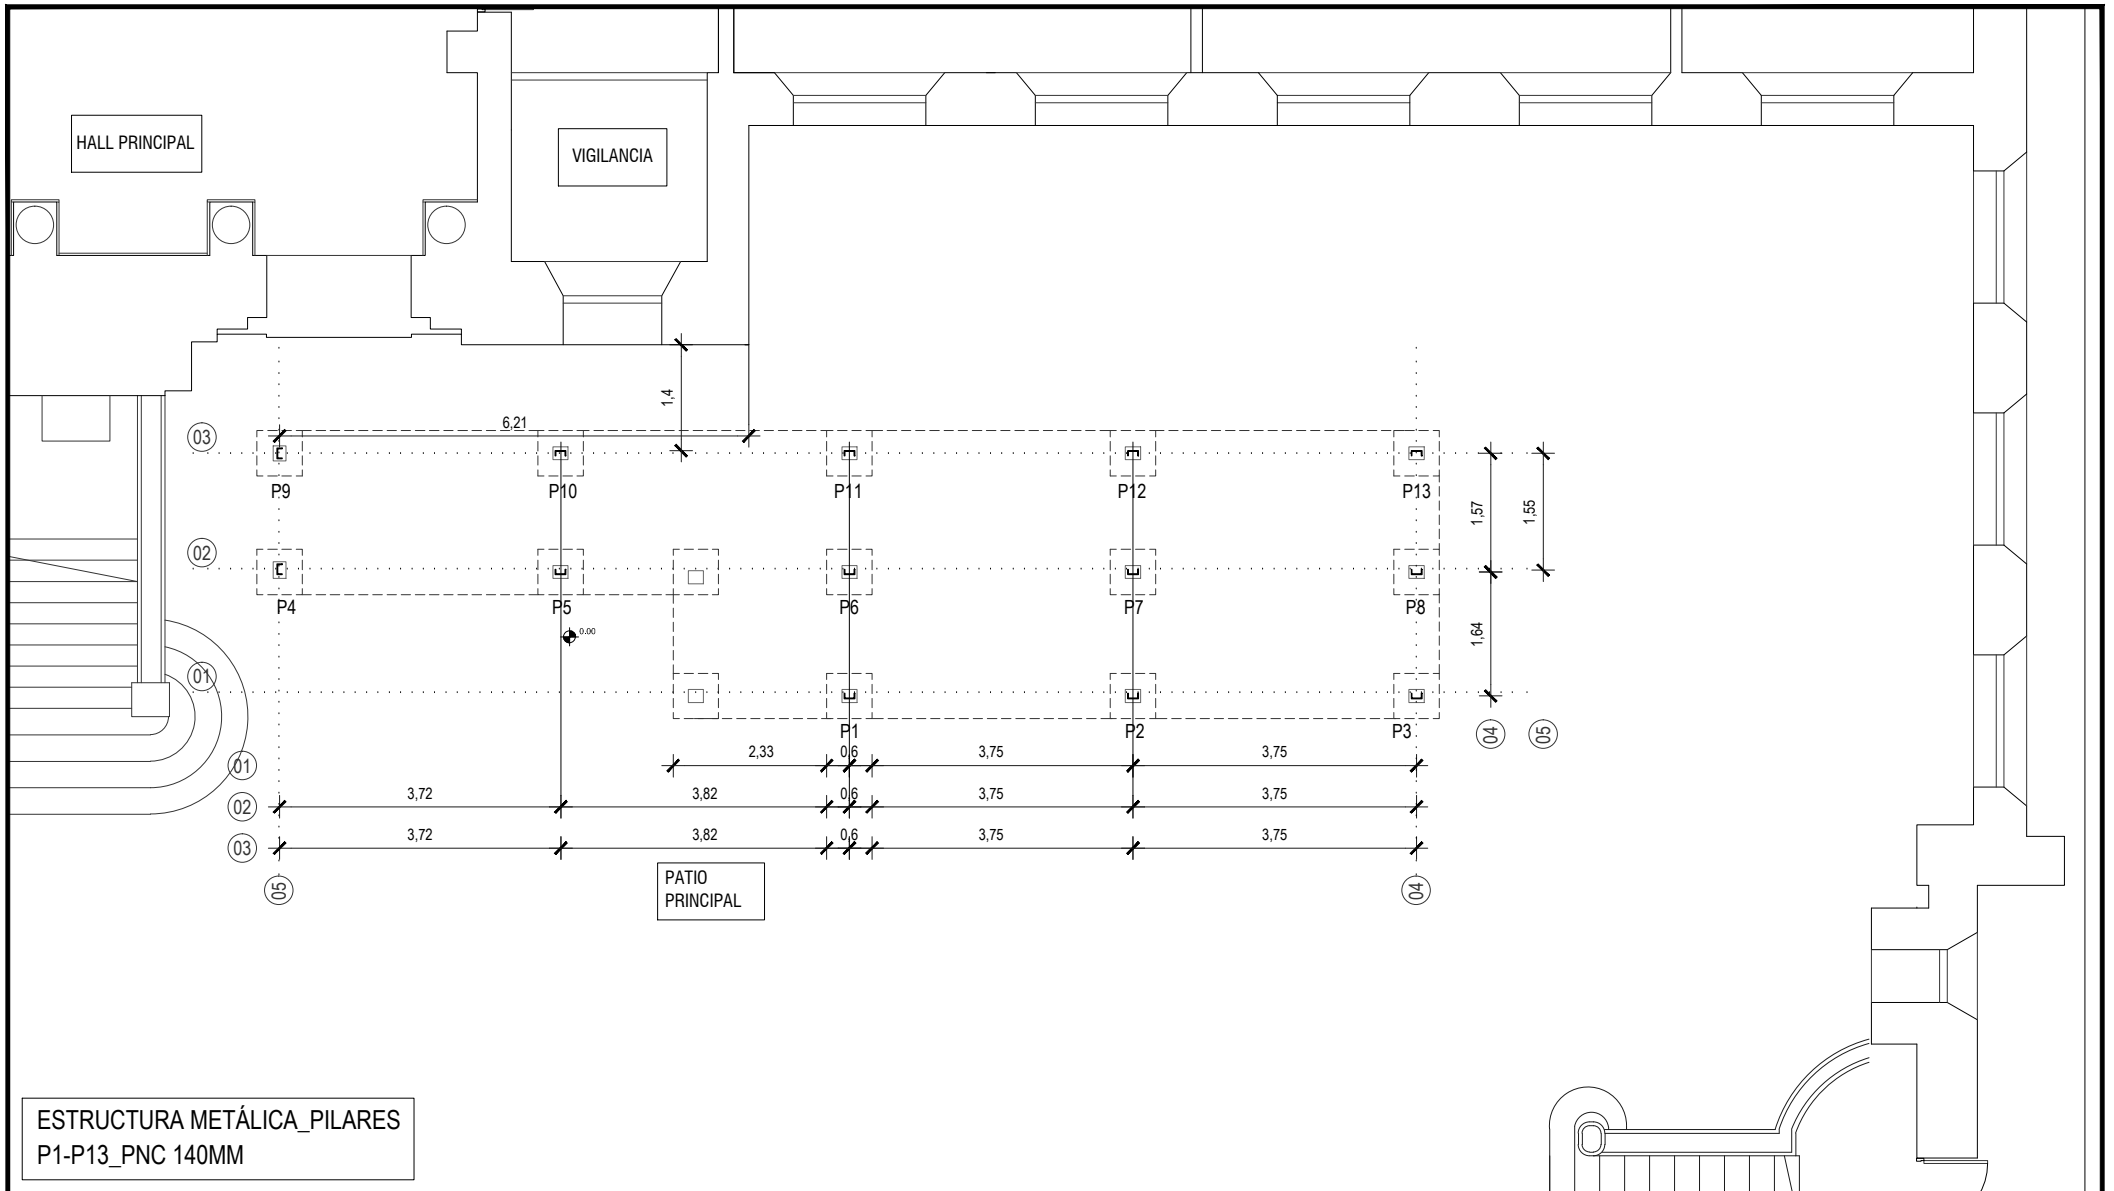 HALL PRINCIPAL
VIGILANCIA
1,4
6,21
03
P9
P10
P11
P12
P13
1,57
1,55
02
P4
P5
P6
P7
P8
0.00
1,64
01
P1
P2
P3
04
05
2,33
0,6
3,75
3,75
01
3,72
3,82
0,6
3,75
3,75
02
3,72
3,82
0,6
3,75
3,75
03
05
04
PATIO
PRINCIPAL
ESTRUCTURA METÁLICA_PILARES
P1-P13_PNC 140MM